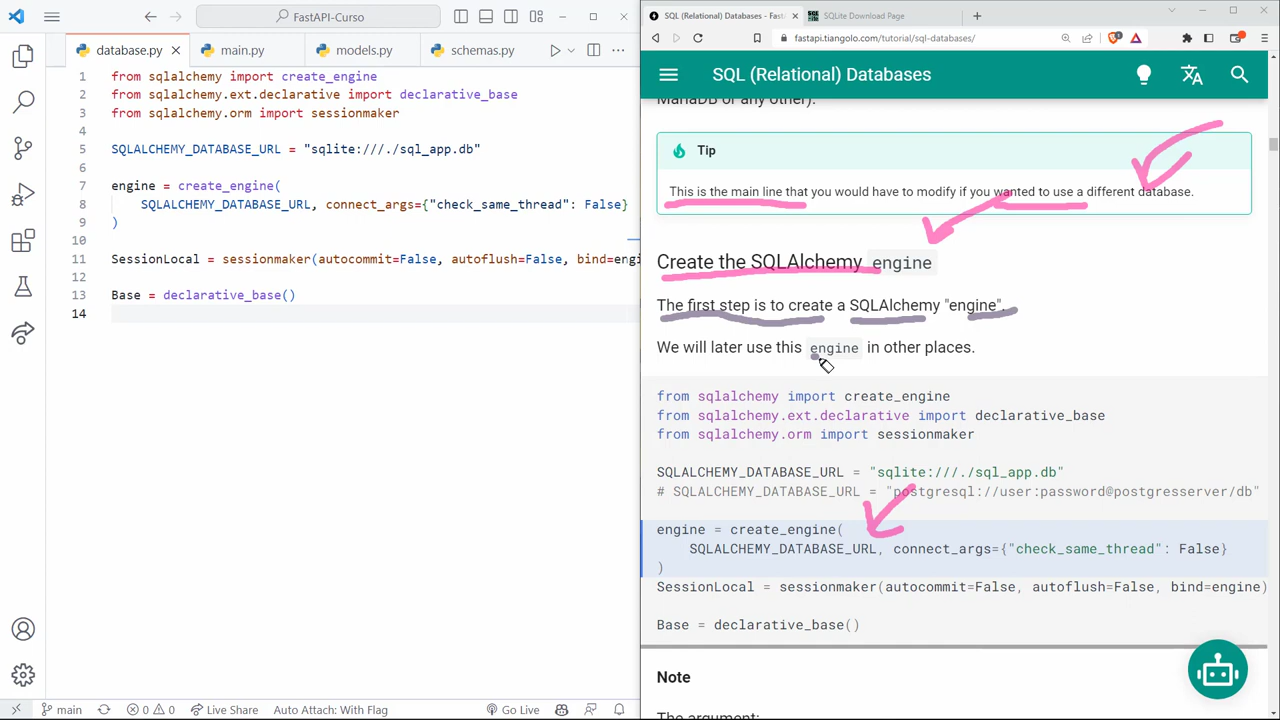 FastAPI-Curso
database.py
main.py
models.py
schemas.py
1 from sqlalchemy import create_engine
2 from sqlalchemy.ext.declarative import declarative_base
3 from sqlalchemy.orm import sessionmaker
4
5 SQLALCHEMY_DATABASE_URL = "sqlite:///./sql_app.db"
6
7 engine = create_engine(
8 SQLALCHEMY_DATABASE_URL, connect_args={"check_same_thread": False}
9 )
10
11 SessionLocal = sessionmaker(autocommit=False, autoflush=False, bind=engi
12
13 Base = declarative_base()
14
main
0 0
Live Share
Auto Attach: With Flag
Go Live
SQL (Relational) Databases - Fast
SQLite Download Page
fastapi.tiangolo.com/tutorial/sql-databases/
SQL (Relational) Databases
MariaDB or any other).
Tip
This is the main line that you would have to modify if you wanted to use a different database.
Create the SQLAlchemy engine
The first step is to create a SQLAlchemy "engine".
We will later use this engine in other places.
from sqlalchemy import create_engine
from sqlalchemy.ext.declarative import declarative_base
from sqlalchemy.orm import sessionmaker
SQLALCHEMY_DATABASE_URL = "sqlite:///./sql_app.db"
# SQLALCHEMY_DATABASE_URL = "postgresql://user:password@postgresserver/db"
engine = create_engine(
SQLALCHEMY_DATABASE_URL, connect_args={"check_same_thread": False}
)
SessionLocal = sessionmaker(autocommit=False, autoflush=False, bind=engine)
Base = declarative_base()
Note
The argument: